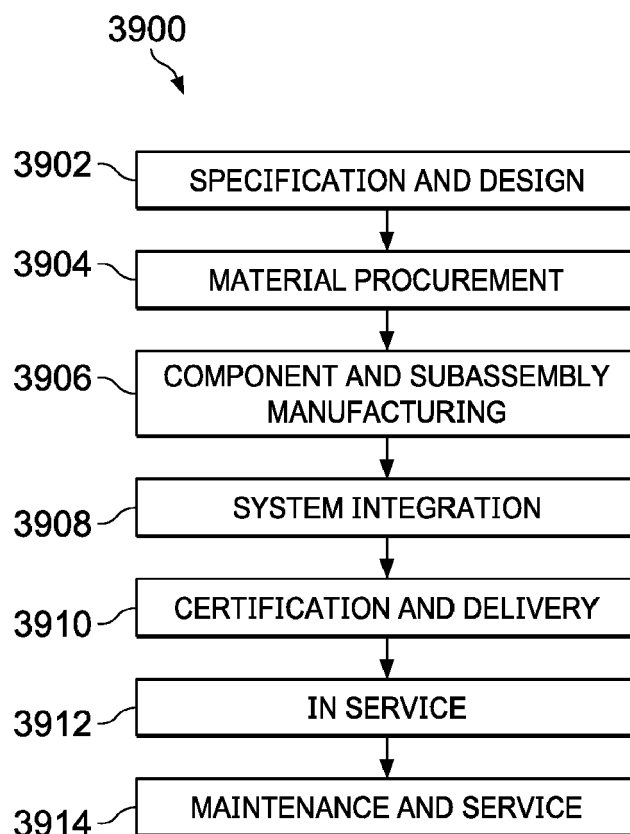 3900
3902
SPECIFICATION AND DESIGN
3904
MATERIAL PROCUREMENT
3906
COMPONENT AND SUBASSEMBLY
MANUFACTURING
3908
SYSTEM INTEGRATION
3910
CERTIFICATION AND DELIVERY
3912
IN SERVICE
3914
MAINTENANCE AND SERVICE